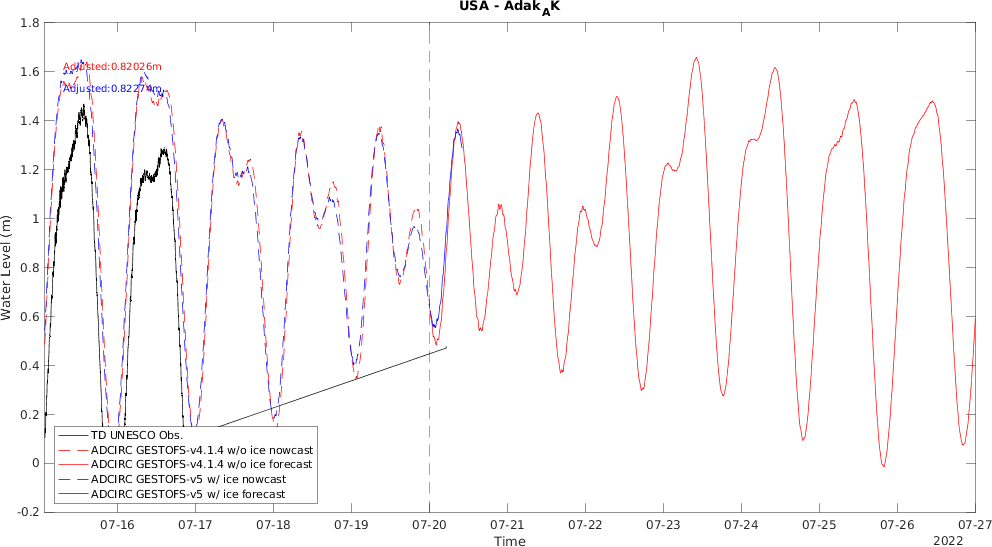 USA - AdakAK
1.8
1.6
1.4
1.2
1
0.8
0.6
0.4
0.2
0
-0.2
Water Level (m)
Adjusted:0.82026m
Adjusted:0.82274m
TD UNESCO Obs.
ADCIRC GESTOFS-v4.1.4 w/o ice nowcast
ADCIRC GESTOFS-v4.1.4 w/o ice forecast
ADCIRC GESTOFS-v5 w/ ice nowcast
ADCIRC GESTOFS-v5 w/ ice forecast
07-16 07-17 07-18 07-19 07-20 07-21 07-22 07-23 07-24 07-25 07-26 07-27
Time
2022